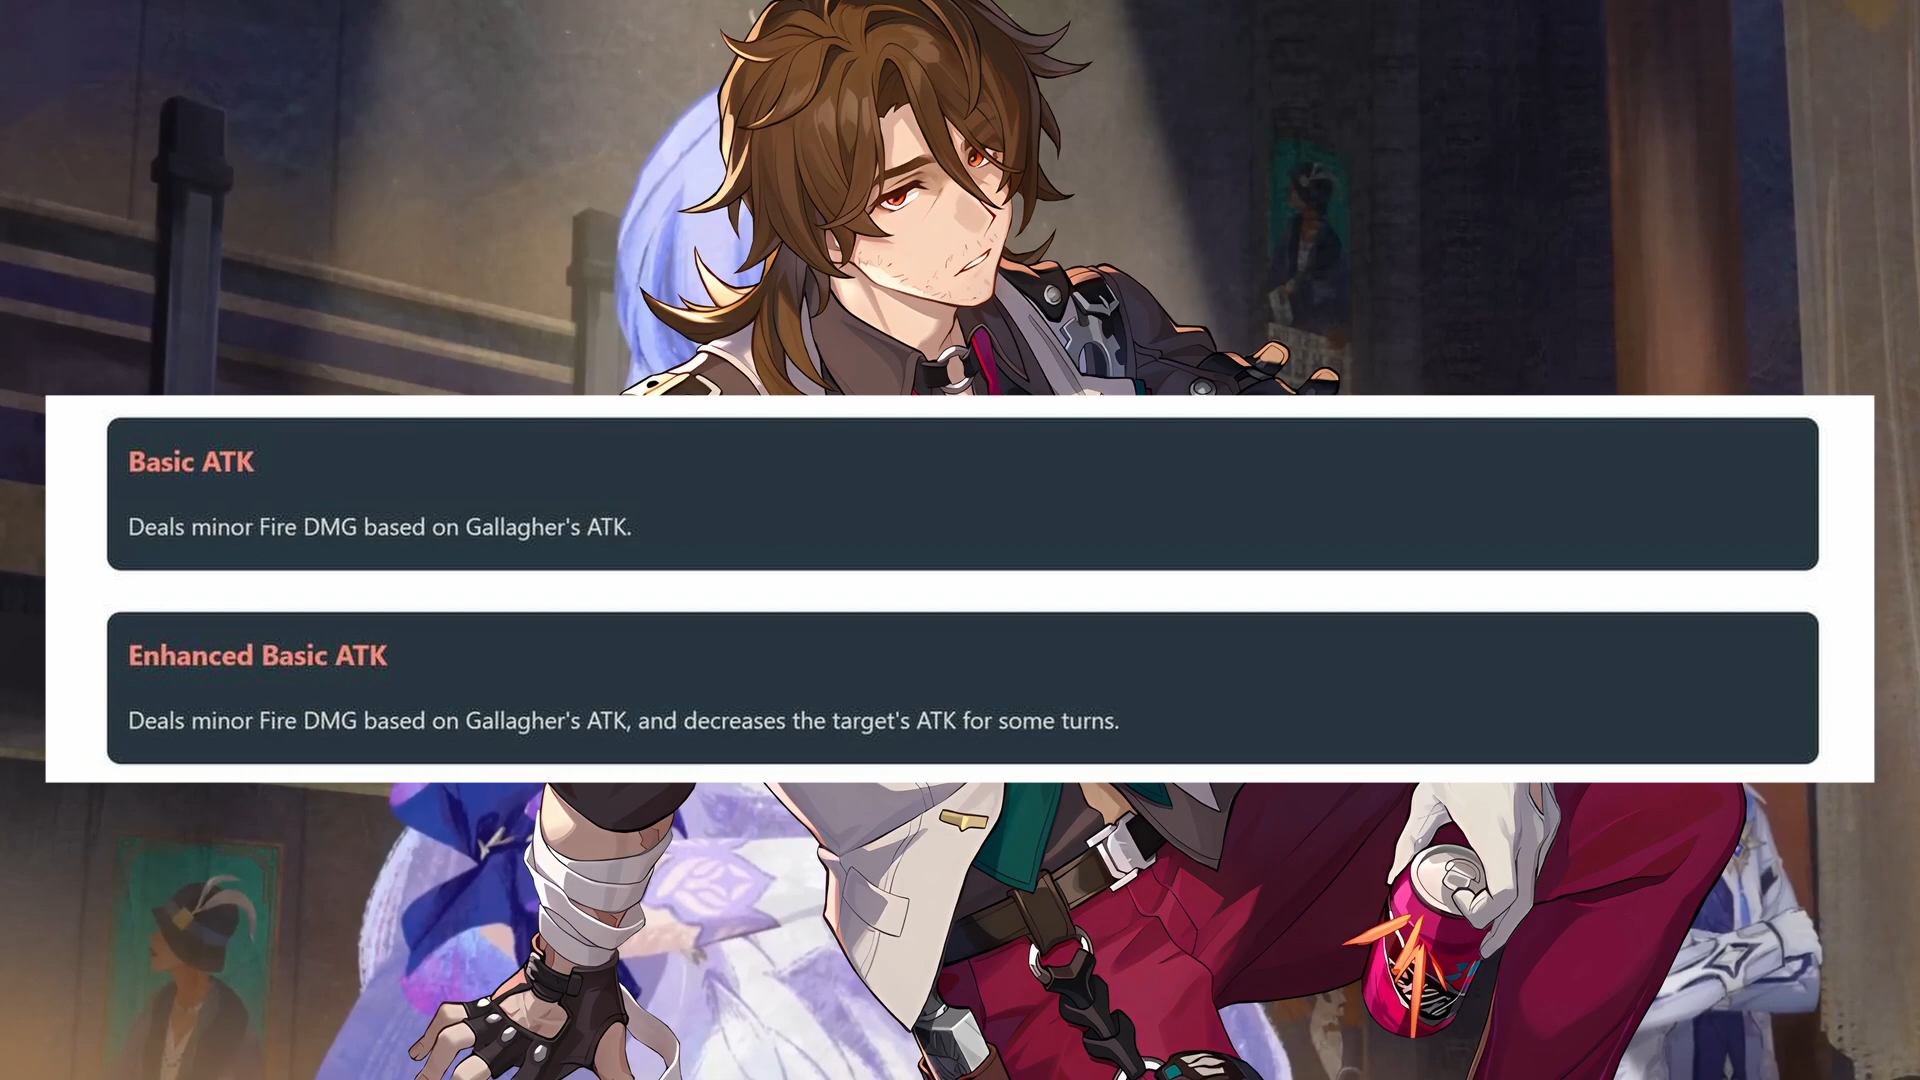 Basic ATK
Deals minor Fire DMG based on Gallagher's ATK.
Enhanced Basic ATK
Deals minor Fire DMG based on Gallagher's ATK, and decreases the target's ATK for some turns.